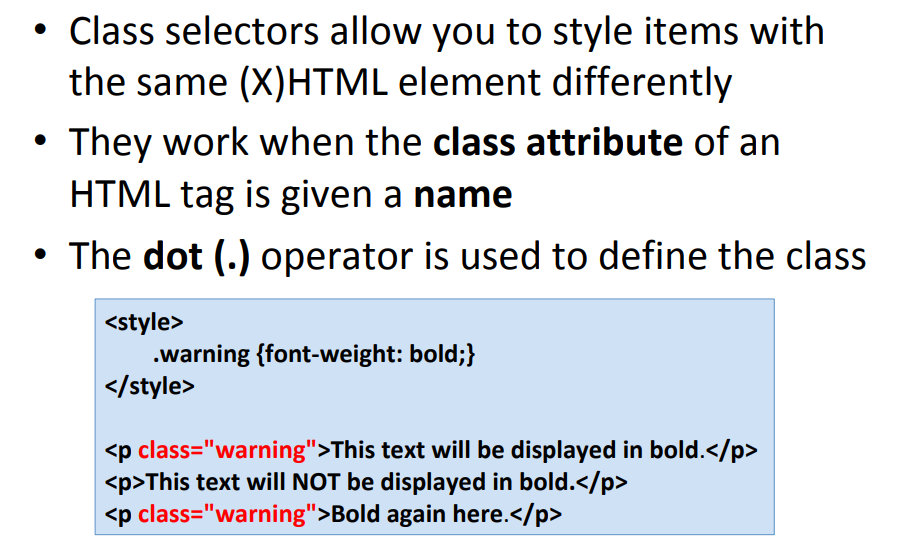 • Class selectors allow you to style items with
the same (X)HTML element differently
• They work when the class attribute of an
HTML tag is given a name
• The dot (.) operator is used to define the class
<style>
.warning {font-weight: bold;}
</style>
<p class="warning">This text will be displayed in bold.</p>
<p>This text will NOT be displayed in bold.</p>
<p class="warning">Bold again here.</p>